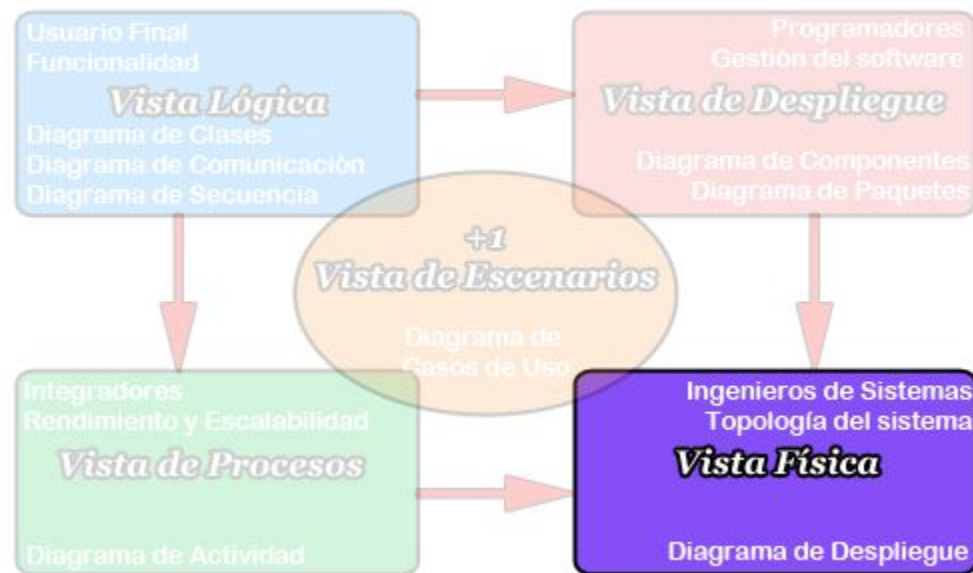 Usuario Final
Funcionalidad
Vista Lógica
Diagrama de Clases
Diagrama de Comunicación
Diagrama de Secuencia
Programadores
Gestión del software
Vista de Despliegue
Diagrama de Componentes
Diagrama de Paquetes
+1
Vista de Escenarios
Diagrama de
Casos de Uso
Integradores
Rendimiento y Escalabilidad
Vista de Procesos
Diagrama de Actividad
Ingenieros de Sistemas
Topología del sistema
Vista Física
Diagrama de Despliegue